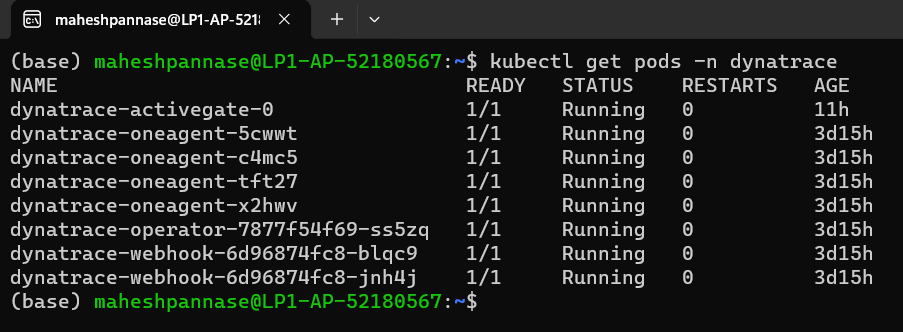 maheshpannase@LP1-AP-521
(base) maheshpannase@LP1-AP-52180567:~$ kubectl get pods -n dynatrace
NAME READY STATUS RESTARTS AGE
dynatrace-activegate-0 1/1 Running 0 11h
dynatrace-oneagent-5cwwt 1/1 Running 0 3d15h
dynatrace-oneagent-c4mc5 1/1 Running 0 3d15h
dynatrace-oneagent-tft27 1/1 Running 0 3d15h
dynatrace-oneagent-x2hwv 1/1 Running 0 3d15h
dynatrace-operator-7877f54f69-ss5zq 1/1 Running 0 3d15h
dynatrace-webhook-6d96874fc8-blqc9 1/1 Running 0 3d15h
dynatrace-webhook-6d96874fc8-jnh4j 1/1 Running 0 3d15h
(base) maheshpannase@LP1-AP-52180567:~$